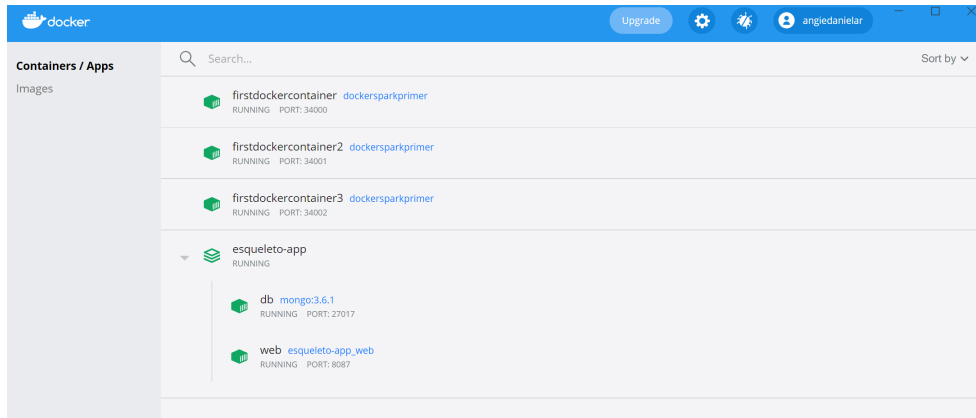 docker
Upgrade
angiedanielar
Containers / Apps
Images
Search...
Sort by
firstdockercontainer dockersparkprimer
RUNNING PORT: 34000
firstdockercontainer2 dockersparkprimer
RUNNING PORT: 34001
firstdockercontainer3 dockersparkprimer
RUNNING PORT: 34002
esqueleto-app
RUNNING
db mongo:3.6.1
RUNNING PORT: 27017
web esqueleto-app_web
RUNNING PORT: 8087